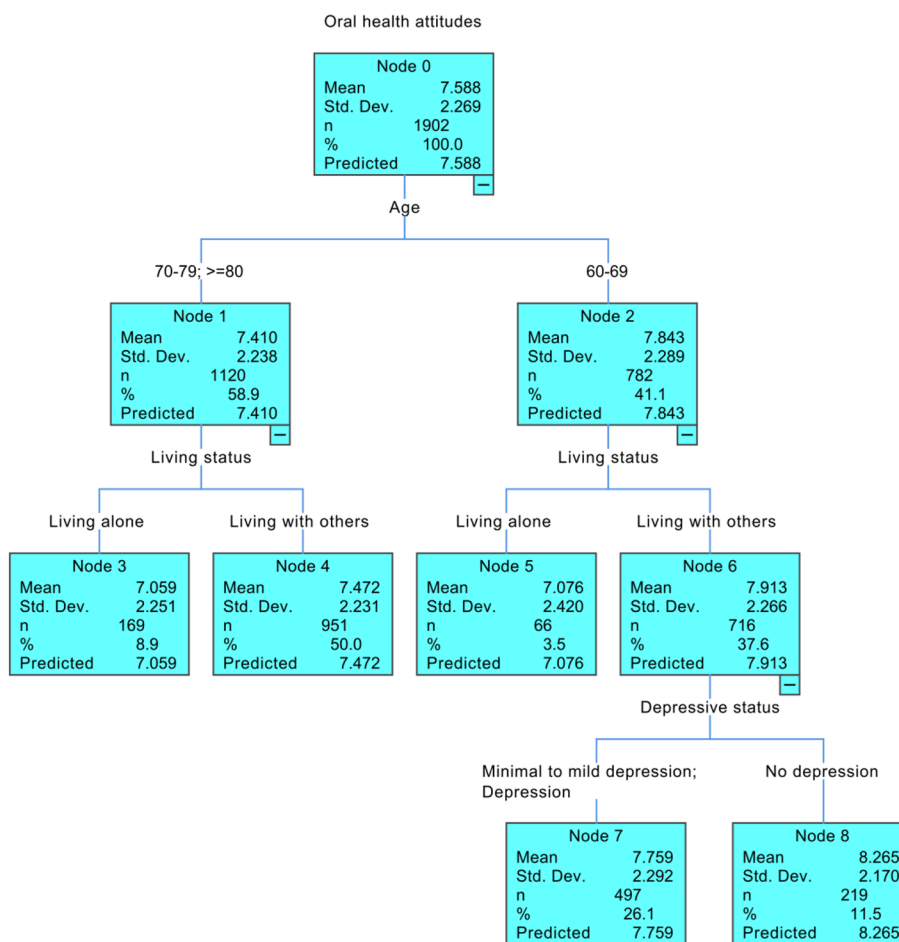 Oral health attitudes
Node 0
Mean 7.588
Std. Dev. 2.269
n 1902
% 100.0
Predicted 7.588
Age
70-79; >=80
60-69
Node 1
Mean 7.410
Std. Dev. 2.238
n 1120
% 58.9
Predicted 7.410
Node 2
Mean 7.843
Std. Dev. 2.289
n 782
% 41.1
Predicted 7.843
Living status
Living status
Living alone
Living with others
Living alone
Living with others
Node 3
Mean 7.059
Std. Dev. 2.251
n 169
% 8.9
Predicted 7.059
Node 4
Mean 7.472
Std. Dev. 2.231
n 951
% 50.0
Predicted 7.472
Node 5
Mean 7.076
Std. Dev. 2.420
n 66
% 3.5
Predicted 7.076
Node 6
Mean 7.913
Std. Dev. 2.266
n 716
% 37.6
Predicted 7.913
Depressive status
Minimal to mild depression;
Depression
No depression
Node 7
Mean 7.759
Std. Dev. 2.292
n 497
% 26.1
Predicted 7.759
Node 8
Mean 8.265
Std. Dev. 2.170
n 219
% 11.5
Predicted 8.265